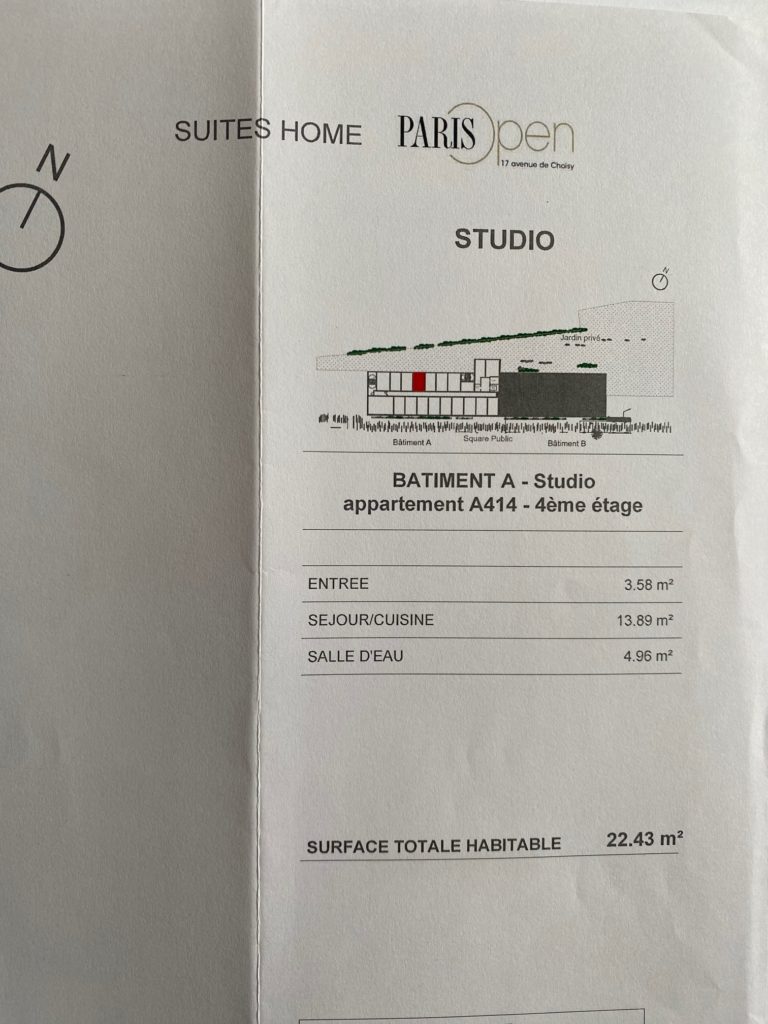 N
SUITES HOME
PARIS Open
17 avenue de Choisy
STUDIO
N
Jardin privé
Bâtiment A
Square Public
Bâtiment B
BATIMENT A - Studio
appartement A414 - 4ème étage
ENTREE 3.58 m²
SEJOUR/CUISINE 13.89 m²
SALLE D'EAU 4.96 m²
SURFACE TOTALE HABITABLE 22.43 m²